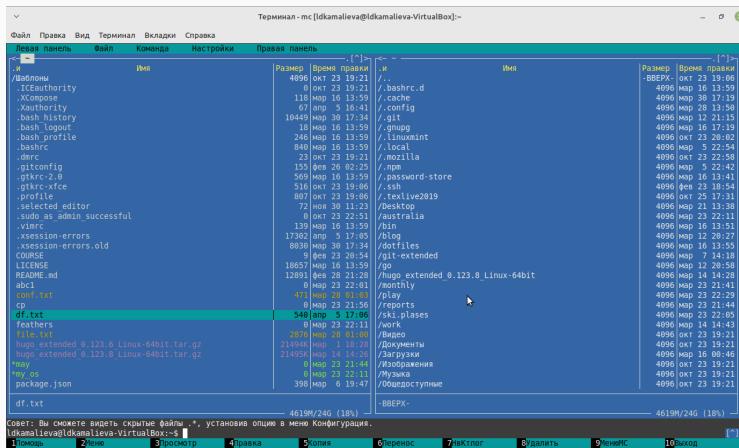 Терминал - mc [ldkamalieva@ldkamalieva-VirtualBox]:~
Файл Правка Вид Терминал Вкладки Справка
Левая панель Файл Команда Настройки Правая панель
<- ~ .[^]>
.и Имя Размер Время правки
/Шаблоны 4096 окт 23 19:21
.ICEauthority 0 окт 23 19:21
.XCompose 118 мар 16 13:59
.Xauthority 67 апр 5 16:41
.bash_history 10449 мар 30 17:34
.bash_logout 18 мар 16 13:59
.bash_profile 246 мар 16 13:59
.bashrc 840 мар 16 13:59
.dmrc 23 окт 23 19:21
.gitconfig 155 фев 26 02:25
.gtkrc-2.0 569 мар 16 13:59
.gtkrc-xfce 516 окт 23 19:06
.profile 807 окт 23 19:06
.selected_editor 72 ноя 30 11:23
.sudo_as_admin_successful 0 окт 23 22:51
.vimrc 139 мар 16 13:59
.xsession-errors 17302 апр 5 17:05
.xsession-errors.old 8030 мар 30 17:34
COURSE 9 фев 23 20:54
LICENSE 18657 мар 16 13:59
README.md 12891 фев 28 21:28
abc1 0 мар 23 22:01
conf.txt 471 мар 28 01:03
cp 0 мар 23 21:56
df.txt 540 апр 5 17:06
feathers 0 мар 23 22:11
file.txt 2876 мар 28 01:00
hugo_extended_0.123.6_Linux-64bit.tar.gz 21494K мар 1 18:28
hugo_extended_0.123.8_Linux-64bit.tar.gz 21495K мар 14 14:26
*may 0 мар 23 21:44
*my_os 0 мар 23 22:11
package.json 398 мар 6 19:47
df.txt
4619M/24G (18%)
<- ~ .[^]>
.и Имя Размер Время правки
/.. -ВВЕРХ- окт 23 19:06
/.bashrc.d 4096 мар 16 13:59
/.cache 4096 мар 30 17:19
/.config 4096 мар 28 13:50
/.git 4096 мар 12 21:15
/.gnupg 4096 мар 16 17:19
/.linuxmint 4096 окт 23 20:02
/.local 4096 мар 5 22:54
/.mozilla 4096 окт 23 22:58
/.npm 4096 мар 5 22:42
/.password-store 4096 мар 16 13:41
/.ssh 4096 фев 23 18:54
/.texlive2019 4096 окт 25 17:31
/Desktop 4096 мар 21 13:38
/australia 4096 мар 23 22:11
/bin 4096 мар 16 13:51
/blog 4096 мар 12 20:27
/dotfiles 4096 мар 16 13:55
/git-extended 4096 мар 7 14:18
/go 4096 мар 12 20:58
/hugo_extended_0.123.8_Linux-64bit 4096 мар 14 14:28
/monthly 4096 мар 23 21:41
/play 4096 мар 23 22:29
/reports 4096 мар 23 21:44
/ski.plases 4096 мар 23 22:05
/work 4096 мар 14 14:43
/Видео 4096 окт 23 19:21
/Документы 4096 окт 23 19:21
/Загрузки 4096 мар 16 00:46
/Изображения 4096 окт 23 19:21
/Музыка 4096 окт 23 19:21
/Общедоступные 4096 окт 23 19:21
-ВВЕРХ-
4619M/24G (18%)
Совет: Вы сможете видеть скрытые файлы .*, установив опцию в меню Конфигурация.
ldkamalieva@ldkamalieva-VirtualBox:~$ [^]
1Помощь 2Меню 3Просмотр 4Правка 5Копия 6Перенос 7НвКтлог 8Удалить 9МенюМС 10Выход